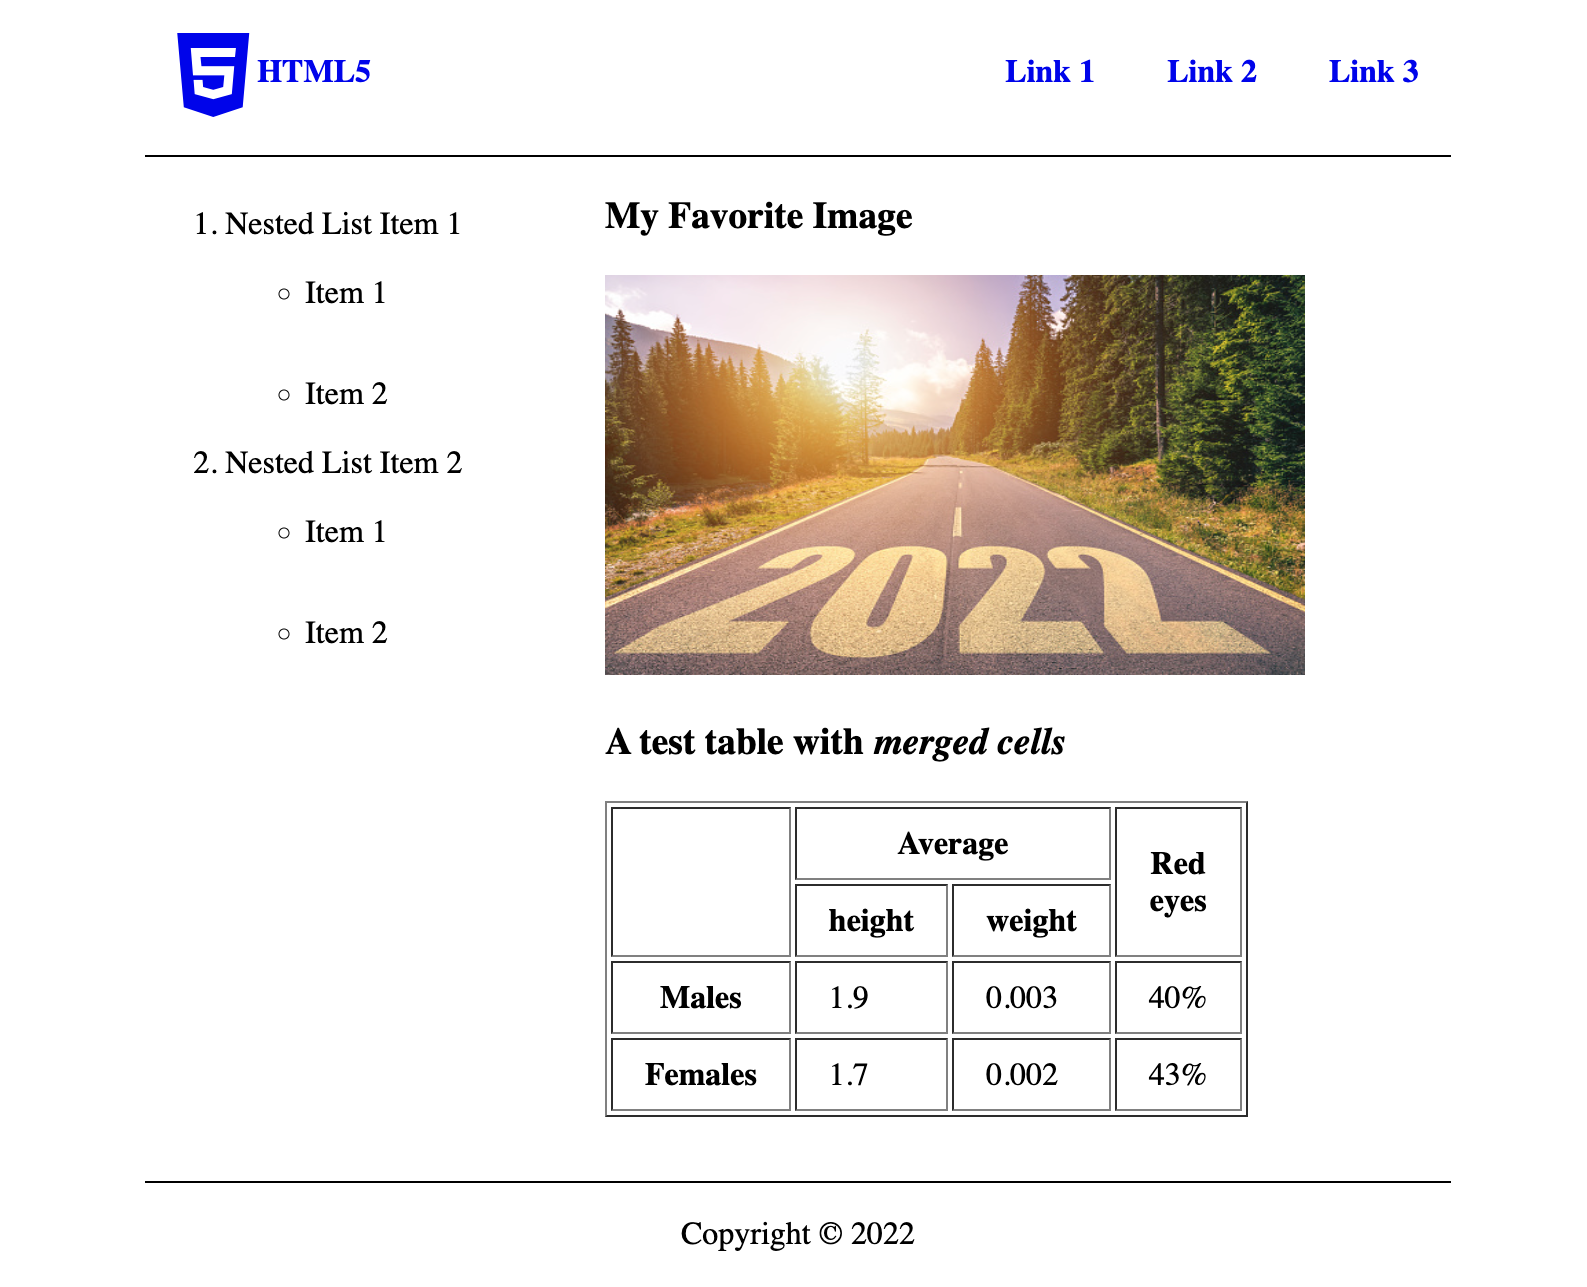 5 HTML5
Link 1 Link 2 Link 3
1. Nested List Item 1
Item 1
Item 2
2. Nested List Item 2
Item 1
Item 2
My Favorite Image
2022
A test table with merged cells
Average
Red
eyes
height weight
Males 1.9 0.003 40%
Females 1.7 0.002 43%
Copyright © 2022